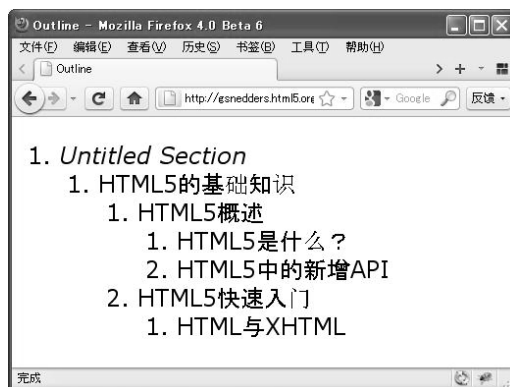 Outline - Mozilla Firefox 4.0 Beta 6
文件(F) 编辑(E) 查看(V) 历史(S) 书签(B) 工具(T) 帮助(H)
Outline
http://gsnedders.html5.org Google 反馈
1. Untitled Section
1. HTML5的基础知识
1. HTML5概述
1. HTML5是什么？
2. HTML5中的新增API
2. HTML5快速入门
1. HTML与XHTML
完成